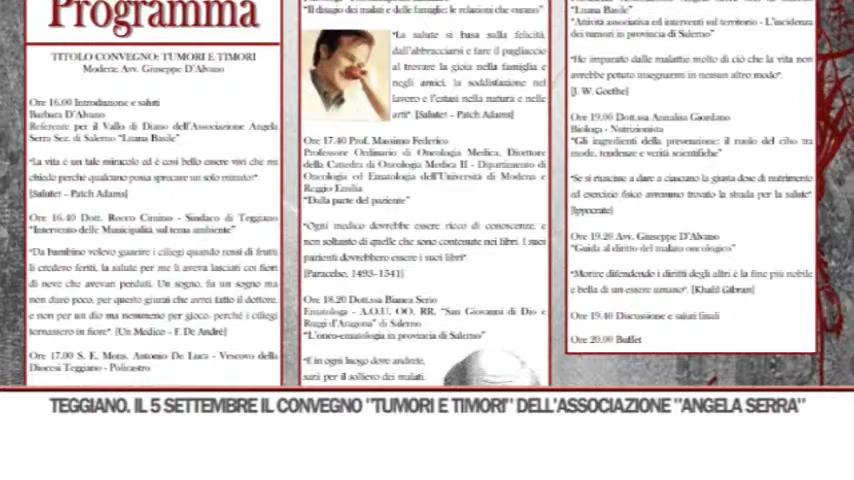 Programma
TITOLO CONVEGNO: TUMORI E TIMORI
Modera: Avv. Giuseppe D'Alvano
Ore 16.00 Introduzione e saluti
Barbara D'Alvano
Referente per il Vallo di Diano dell'Associazione Angela
Serra Sez. di Salerno "Luana Basile"
"La vita è un tale miracolo ed è così bello essere vivi che mi
chiedo perché qualcuno possa sprecare un solo minuto!".
[Salute! – Patch Adams]
Ore 16.40 Dott. Rocco Cimino - Sindaco di Teggiano
"Intervento delle Municipalità sul tema ambiente"
"Da bambino volevo guarire i ciliegi quando rossi di frutti
li credevo feriti, la salute per me li aveva lasciati coi fiori
di neve che avevan perduti. Un sogno, fu un sogno ma
non durò poco, per questo giurai che avrei fatto il dottore,
e non per un dio ma nemmeno per gioco: perché i ciliegi
tornassero in fiore". [Un Medico – F. De André]
Ore 17.00 S. E. Mons. Antonio De Luca - Vescovo della
Diocesi Teggiano - Policastro
"Il disagio dei malati e delle famiglie: le relazioni che curano"
"La salute si basa sulla felicità,
dall'abbracciarsi e fare il pagliaccio
al trovare la gioia nella famiglia e
negli amici, la soddisfazione nel
lavoro e l'estasi nella natura e nelle
arti". [Salute! – Patch Adams]
Ore 17.40 Prof. Massimo Federico
Professore Ordinario di Oncologia Medica, Direttore
della Cattedra di Oncologia Medica II - Dipartimento di
Oncologia ed Ematologia dell'Università di Modena e
Reggio Emilia
"Dalla parte del paziente"
"Ogni medico dovrebbe essere ricco di conoscenze, e
non soltanto di quelle che sono contenute nei libri. I suoi
pazienti dovrebbero essere i suoi libri".
[Paracelso, 1493-1541]
Ore 18.20 Dott.ssa Bianca Serio
Ematologa - A.O.U. OO. RR. "San Giovanni di Dio e
Ruggi d'Aragona" di Salerno
"L'onco-ematologia in provincia di Salerno"
"E in ogni luogo dove andrete,
sarà per il sollievo dei malati.
"Luana Basile"
"Attività associativa ed interventi sul territorio - L'incidenza
dei tumori in provincia di Salerno"
"Ho imparato dalle malattie molto di ciò che la vita non
avrebbe potuto insegnarmi in nessun altro modo".
[J. W. Goethe]
Ore 19.00 Dott.ssa Annalisa Giordano
Biologa - Nutrizionista
"Gli ingredienti della prevenzione: il ruolo del cibo tra
mode, tendenze e verità scientifiche"
"Se si riuscisse a dare a ciascuno la giusta dose di nutrimento
ed esercizio fisico avremmo trovato la strada per la salute"
[Ippocrate]
Ore 19.20 Avv. Giuseppe D'Alvano
"Guida al diritto del malato oncologico"
"Morire difendendo i diritti degli altri è la fine più nobile
e bella di un essere umano". [Khalil Gibran]
Ore 19.40 Discussione e saluti finali
Ore 20.00 Buffet
TEGGIANO. IL 5 SETTEMBRE IL CONVEGNO "TUMORI E TIMORI" DELL'ASSOCIAZIONE "ANGELA SERRA"